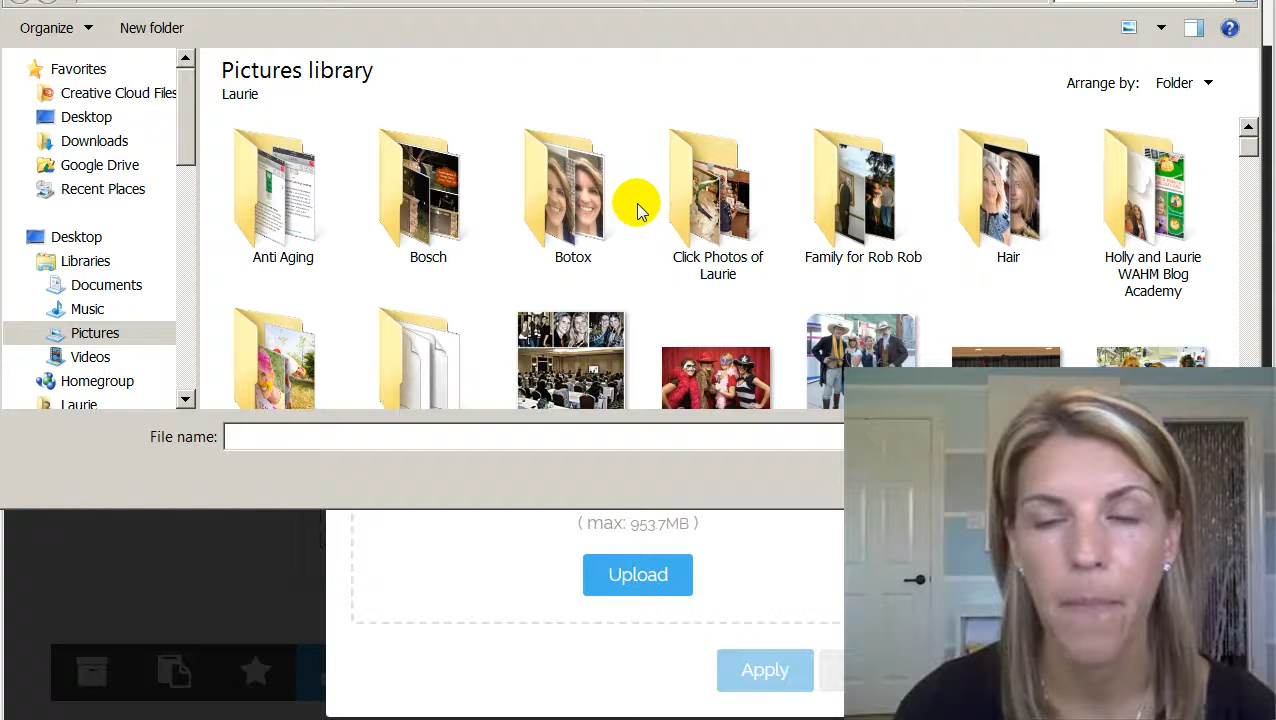 Organize
New folder
Favorites
Creative Cloud Files
Desktop
Downloads
Google Drive
Recent Places
Desktop
Libraries
Documents
Music
Pictures
Videos
Homegroup
Laurie
Pictures library
Laurie
Arrange by: Folder
Anti Aging
Bosch
Botox
Click Photos of
Laurie
Family for Rob Rob
Hair
Holly and Laurie
WAHM Blog
Academy
File name:
( max: 953.7MB )
Upload
Apply